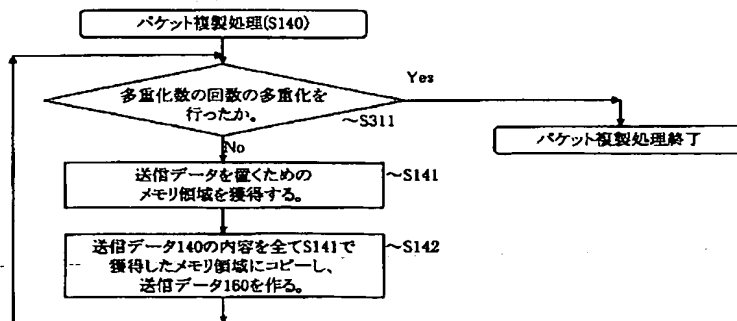 パケット複製処理(S140)
Yes
多重化数の回数の多重化を
行ったか。
～S311
パケット複製処理終了
No
送信データを置くための
メモリ領域を獲得する。
～S141
送信データ140の内容を全てS141で
獲得したメモリ領域にコピーし、
送信データ160を作る。
～S142